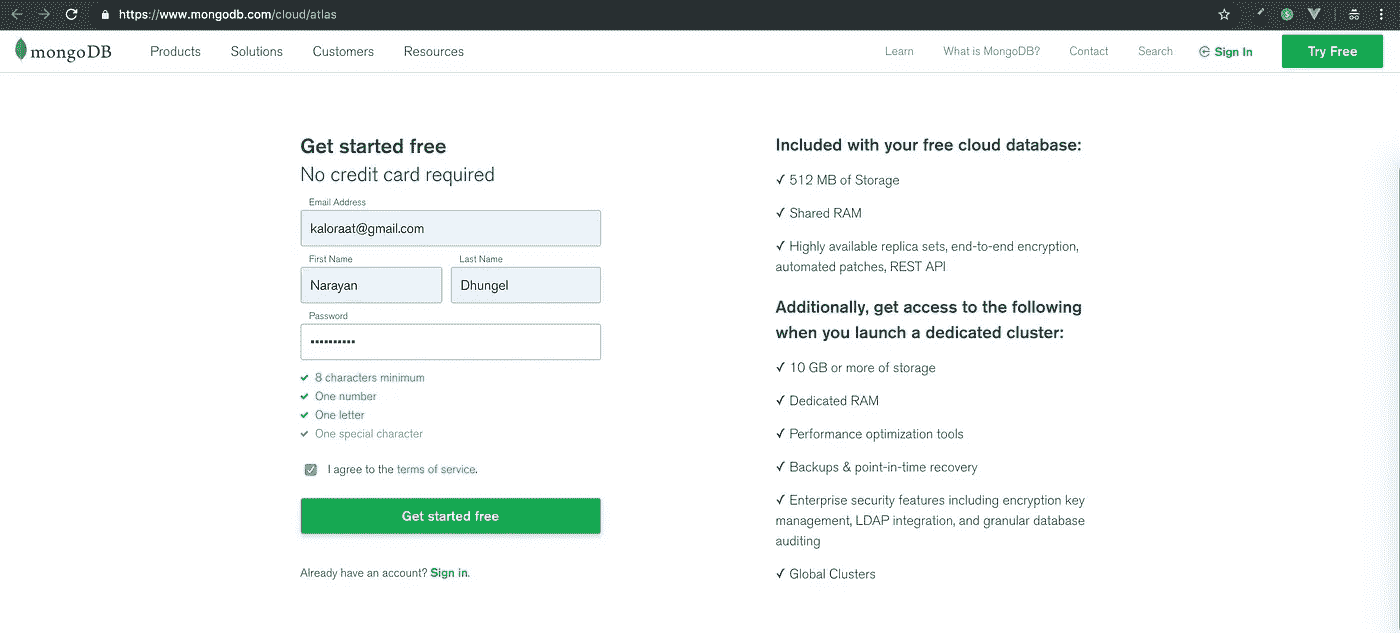 https://www.mongodb.com/cloud/atlas
mongoDB Products Solutions Customers Resources Learn What is MongoDB? Contact Search Sign In Try Free
Get started free
No credit card required
Email Address
kaloraat@gmail.com
First Name Last Name
Narayan Dhungel
Password
••••••••••
8 characters minimum
One number
One letter
One special character
I agree to the terms of service.
Get started free
Already have an account? Sign in.
Included with your free cloud database:
✓ 512 MB of Storage
✓ Shared RAM
✓ Highly available replica sets, end-to-end encryption,
automated patches, REST API
Additionally, get access to the following
when you launch a dedicated cluster:
✓ 10 GB or more of storage
✓ Dedicated RAM
✓ Performance optimization tools
✓ Backups & point-in-time recovery
✓ Enterprise security features including encryption key
management, LDAP integration, and granular database
auditing
✓ Global Clusters